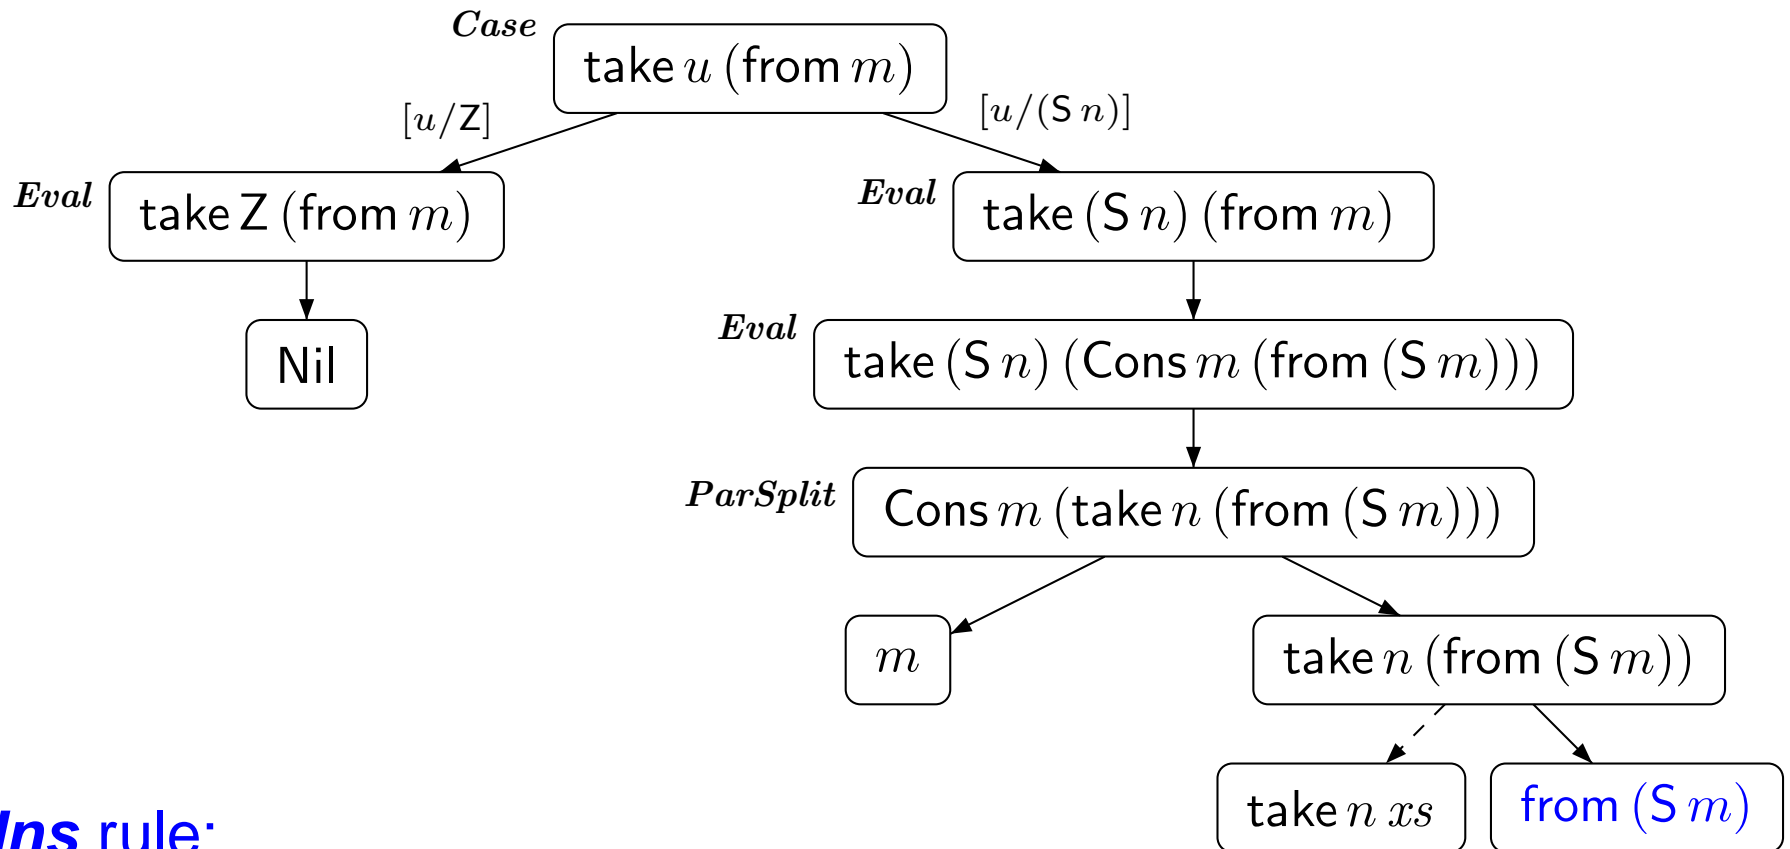 Case
take u (from m)
[u/Z]
[u/(S n)]
Eval
take Z (from m)
Eval
take (S n) (from m)
Nil
Eval
take (S n) (Cons m (from (S m)))
ParSplit
Cons m (take n (from (S m)))
m
take n (from (S m))
take n xs
from (S m)
Ins rule: